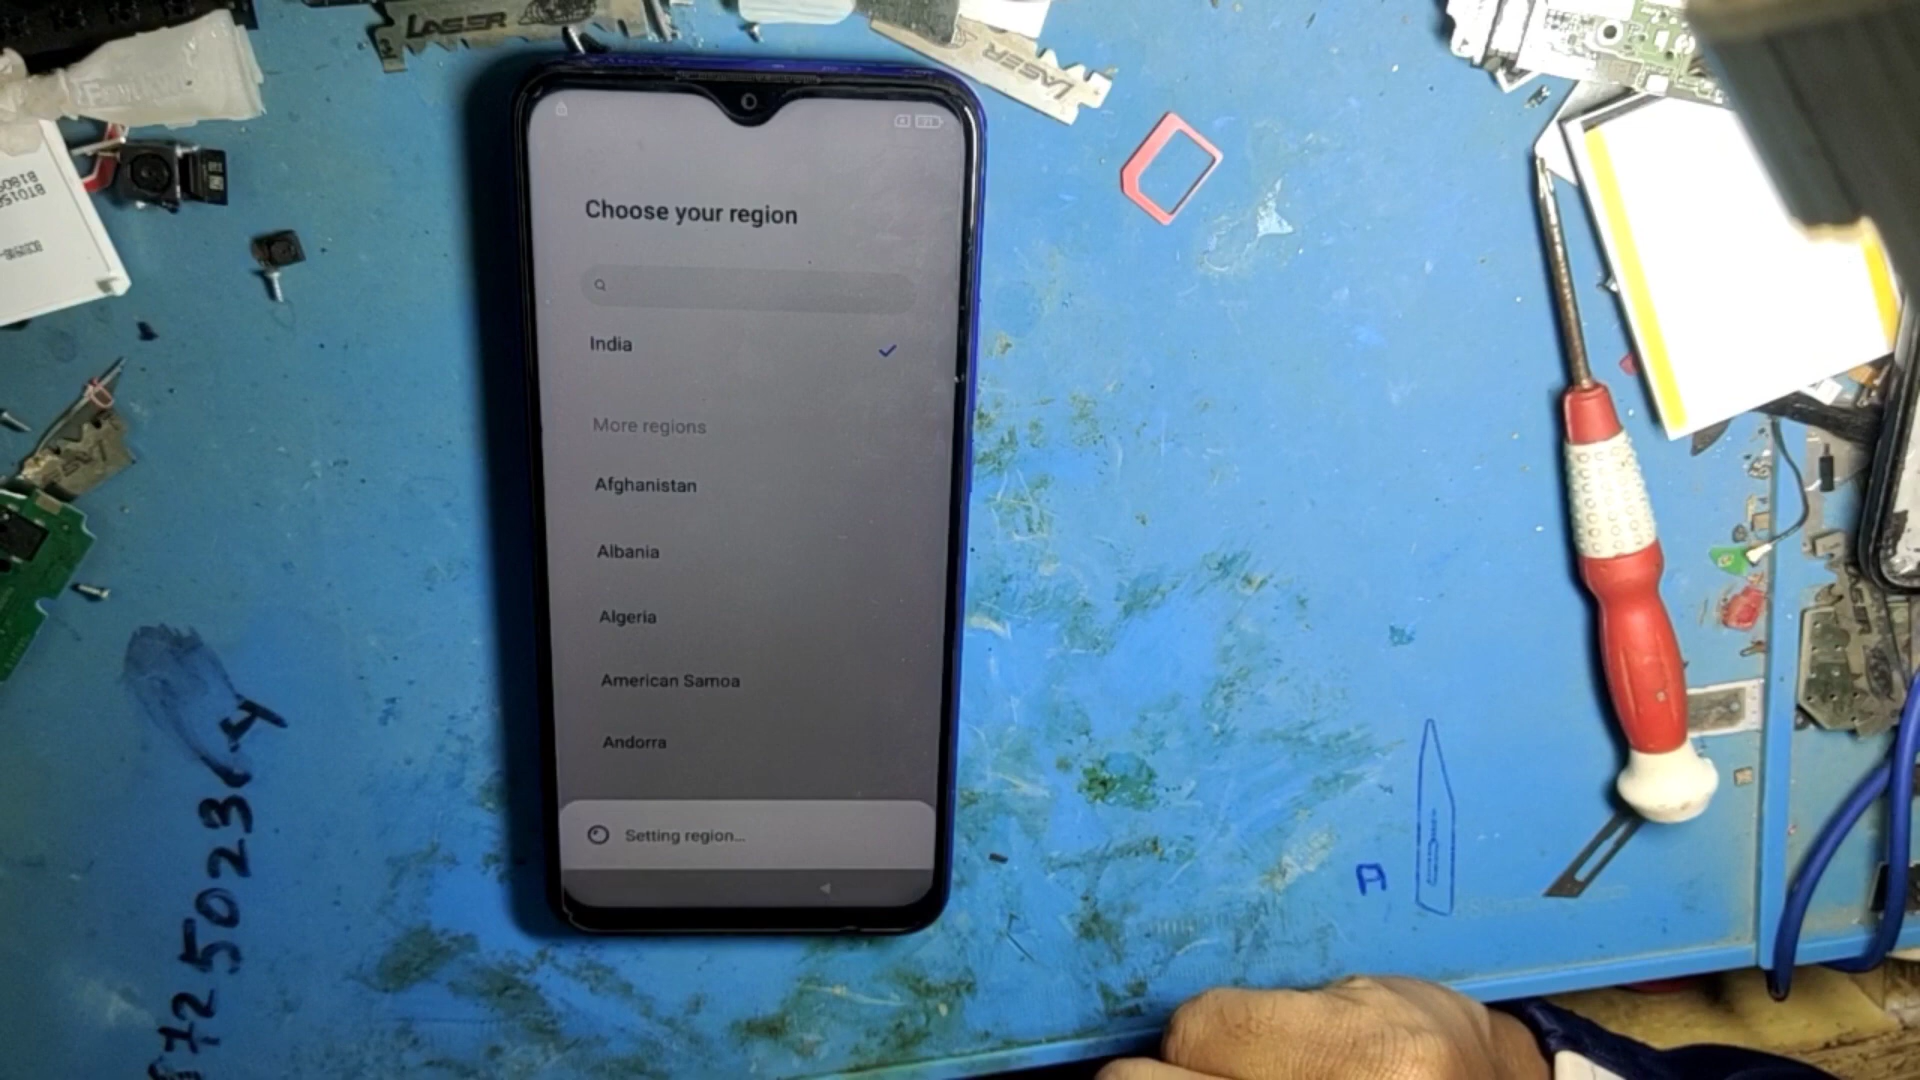 LASER
LASER
Choose your region
India
More regions
Afghanistan
Albania
Algeria
American Samoa
Andorra
Setting region...
A